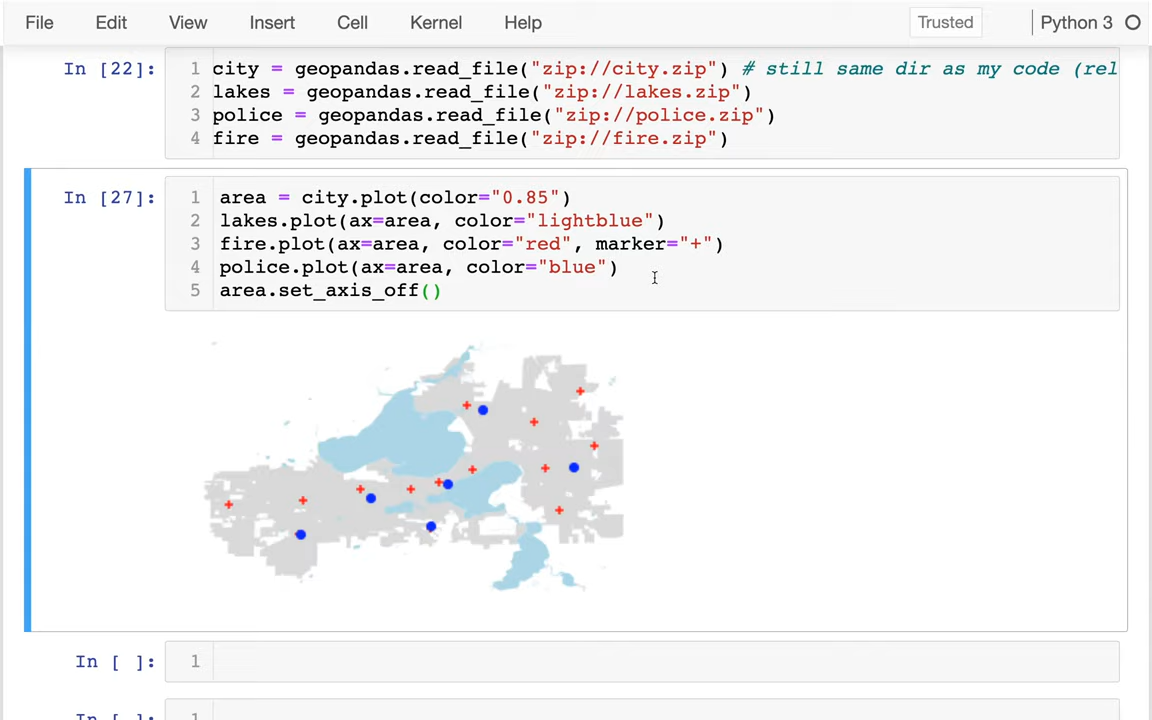 File Edit View Insert Cell Kernel Help Trusted Python 3
In [22]:
1 city = geopandas.read_file("zip://city.zip") # still same dir as my code (rel
2 lakes = geopandas.read_file("zip://lakes.zip")
3 police = geopandas.read_file("zip://police.zip")
4 fire = geopandas.read_file("zip://fire.zip")
In [27]:
1 area = city.plot(color="0.85")
2 lakes.plot(ax=area, color="lightblue")
3 fire.plot(ax=area, color="red", marker="+")
4 police.plot(ax=area, color="blue")
5 area.set_axis_off()
In [ ]: 1
In [ ]: 1